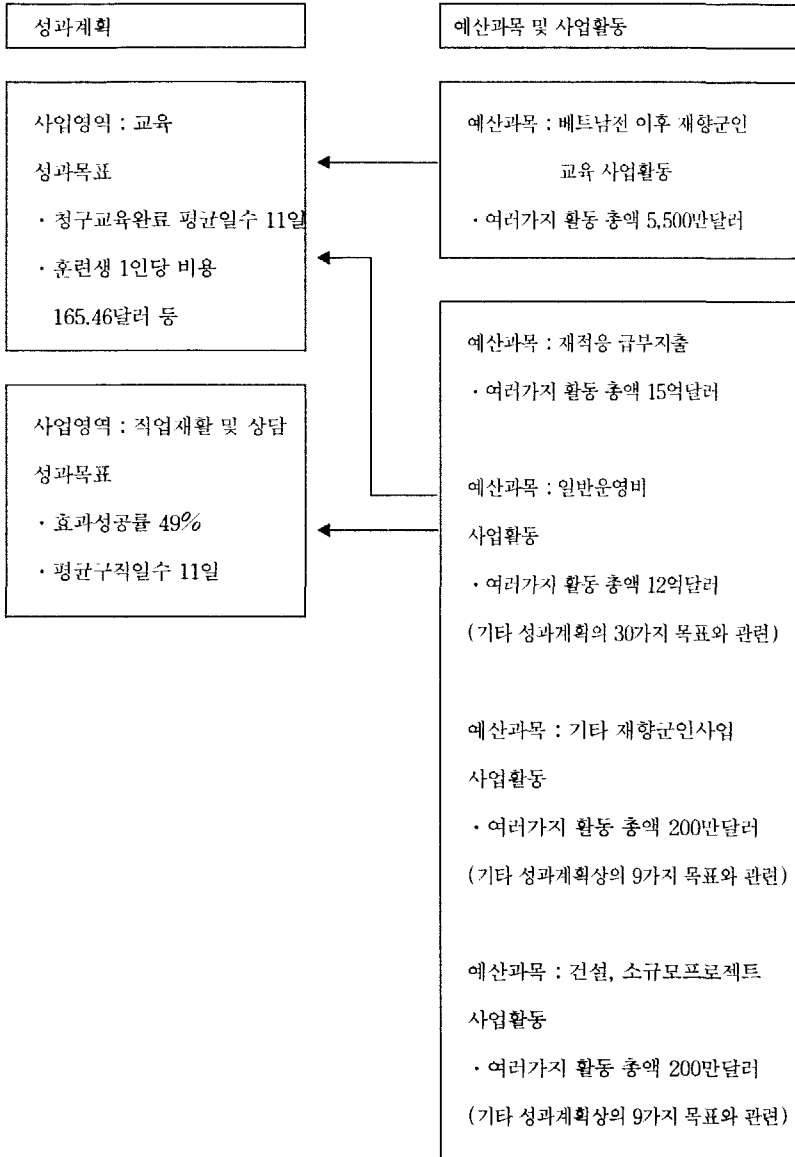 성과계획
사업영역 : 교육
성과목표
· 청구교육완료 평균일수 11일
· 훈련생 1인당 비용
165.46달러 등
사업영역 : 직업재활 및 상담
성과목표
· 효과성공률 49%
· 평균구직일수 11일
예산과목 및 사업활동
예산과목 : 베트남전 이후 재향군인
교육 사업활동
· 여러가지 활동 총액 5,500만달러
예산과목 : 재적응 급부지출
· 여러가지 활동 총액 15억달러
예산과목 : 일반운영비
사업활동
· 여러가지 활동 총액 12억달러
(기타 성과계획의 30가지 목표와 관련)
예산과목 : 기타 재향군인사업
사업활동
· 여러가지 활동 총액 200만달러
(기타 성과계획상의 9가지 목표와 관련)
예산과목 : 건설, 소규모프로젝트
사업활동
· 여러가지 활동 총액 200만달러
(기타 성과계획상의 9가지 목표와 관련)